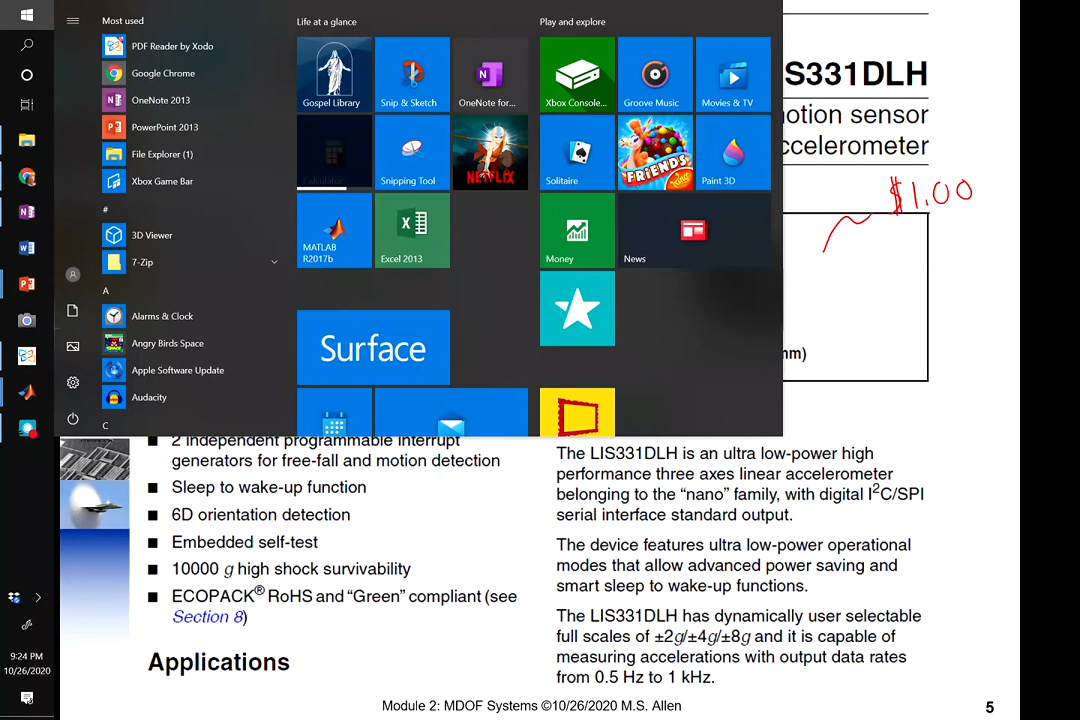 Most used
PDF Reader by Xodo
Google Chrome
OneNote 2013
PowerPoint 2013
File Explorer (1)
Xbox Game Bar
#
3D Viewer
7-Zip
A
Alarms & Clock
Angry Birds Space
Apple Software Update
Audacity
C
Life at a glance
Gospel Library
Snip & Sketch
OneNote for...
Calculator
Snipping Tool
NETFLIX
MATLAB
R2017b
Excel 2013
Surface
Play and explore
Xbox Console...
Groove Music
Movies & TV
Solitaire
FRiENDS
Paint 3D
Money
News
S331DLH
otion sensor
ccelerometer
$1.00
mm)
2 independent programmable interrupt
generators for free-fall and motion detection
Sleep to wake-up function
6D orientation detection
Embedded self-test
10000 g high shock survivability
ECOPACK® RoHS and “Green” compliant (see
Section 8)
Applications
The LIS331DLH is an ultra low-power high
performance three axes linear accelerometer
belonging to the “nano” family, with digital I²C/SPI
serial interface standard output.
The device features ultra low-power operational
modes that allow advanced power saving and
smart sleep to wake-up functions.
The LIS331DLH has dynamically user selectable
full scales of ±2g/±4g/±8g and it is capable of
measuring accelerations with output data rates
from 0.5 Hz to 1 kHz.
9:24 PM
10/26/2020
Module 2: MDOF Systems ©10/26/2020 M.S. Allen
5